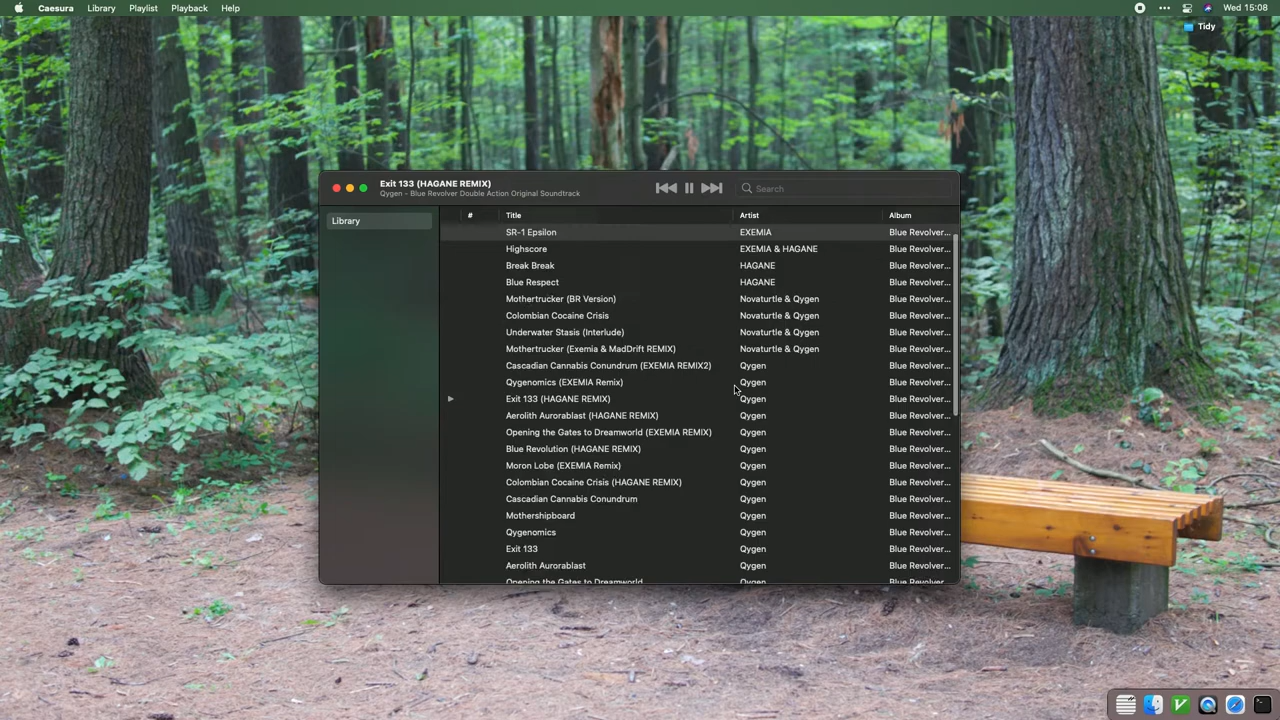 Caesura Library Playlist Playback Help Wed 15:08
Tidy
Exit 133 (HAGANE REMIX)
Qygen - Blue Revolver Double Action Original Soundtrack
Search
Library
# Title Artist Album
SR-1 Epsilon EXEMIA Blue Revolver...
Highscore EXEMIA & HAGANE Blue Revolver...
Break Break HAGANE Blue Revolver...
Blue Respect HAGANE Blue Revolver...
Mothertrucker (BR Version) Novaturtle & Qygen Blue Revolver...
Colombian Cocaine Crisis Novaturtle & Qygen Blue Revolver...
Underwater Stasis (Interlude) Novaturtle & Qygen Blue Revolver...
Mothertrucker (Exemia & MadDrift REMIX) Novaturtle & Qygen Blue Revolver...
Cascadian Cannabis Conundrum (EXEMIA REMIX2) Qygen Blue Revolver...
Qygenomics (EXEMIA Remix) Qygen Blue Revolver...
Exit 133 (HAGANE REMIX) Qygen Blue Revolver...
Aerolith Aurorablast (HAGANE REMIX) Qygen Blue Revolver...
Opening the Gates to Dreamworld (EXEMIA REMIX) Qygen Blue Revolver...
Blue Revolution (HAGANE REMIX) Qygen Blue Revolver...
Moron Lobe (EXEMIA Remix) Qygen Blue Revolver...
Colombian Cocaine Crisis (HAGANE REMIX) Qygen Blue Revolver...
Cascadian Cannabis Conundrum Qygen Blue Revolver...
Mothershipboard Qygen Blue Revolver...
Qygenomics Qygen Blue Revolver...
Exit 133 Qygen Blue Revolver...
Aerolith Aurorablast Qygen Blue Revolver...
Opening the Gates to Dreamworld Qygen Blue Revolver...